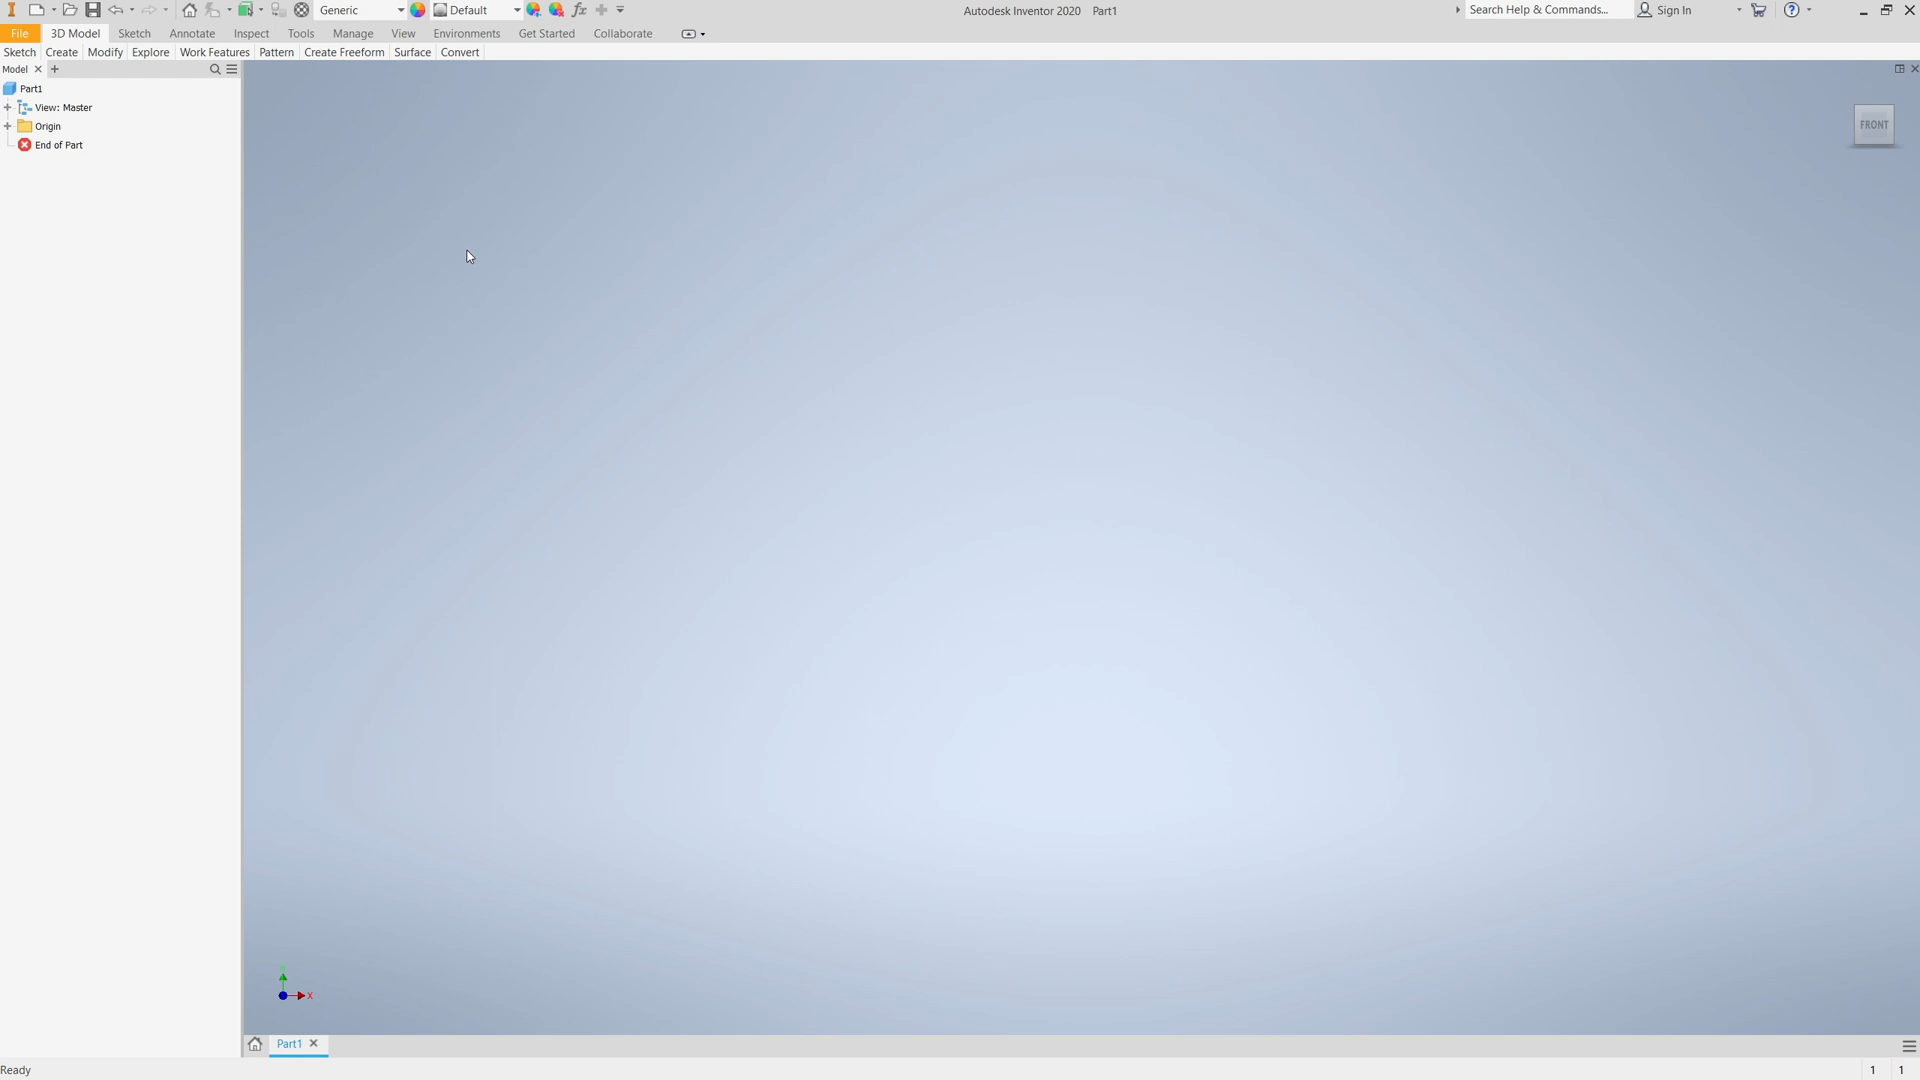 Generic
Default
fx
Autodesk Inventor 2020 Part1
Search Help & Commands...
Sign In
File 3D Model Sketch Annotate Inspect Tools Manage View Environments Get Started Collaborate
Sketch Create Modify Explore Work Features Pattern Create Freeform Surface Convert
Model
Part1
View: Master
Origin
End of Part
FRONT
Y
X
Part1
Ready
1 1